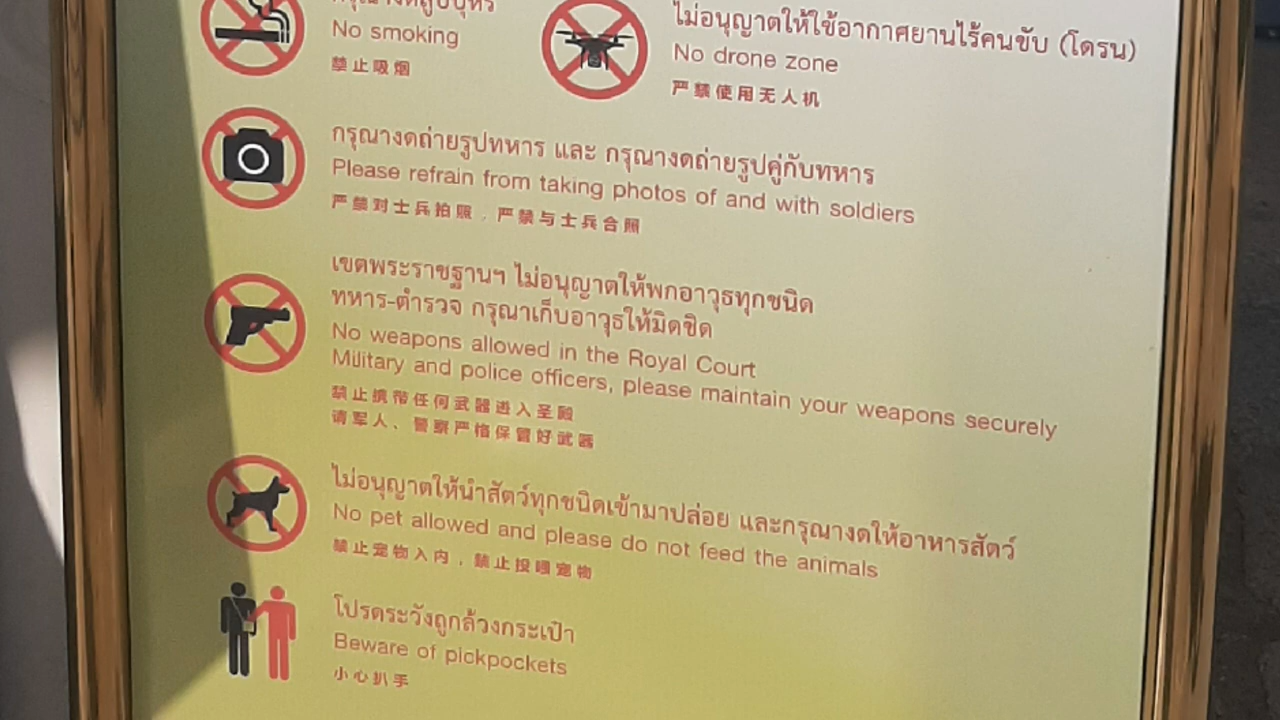 กรุณางดสูบบุหรี่
No smoking
禁止吸烟
ไม่อนุญาตให้ใช้อากาศยานไร้คนขับ (โดรน)
No drone zone
严禁使用无人机
กรุณางดถ่ายรูปทหาร และ กรุณางดถ่ายรูปคู่กับทหาร
Please refrain from taking photos of and with soldiers
严禁对士兵拍照，严禁与士兵合照
เขตพระราชฐานฯ ไม่อนุญาตให้พกอาวุธทุกชนิด
ทหาร-ตำรวจ กรุณาเก็บอาวุธให้มิดชิด
No weapons allowed in the Royal Court
Military and police officers, please maintain your weapons securely
禁止携带任何武器进入圣殿
请军人、警察严格保管好武器
ไม่อนุญาตให้นำสัตว์ทุกชนิดเข้ามาปล่อย และกรุณางดให้อาหารสัตว์
No pet allowed and please do not feed the animals
禁止宠物入内，禁止投喂宠物
โปรดระวังถูกล้วงกระเป๋า
Beware of pickpockets
小心扒手